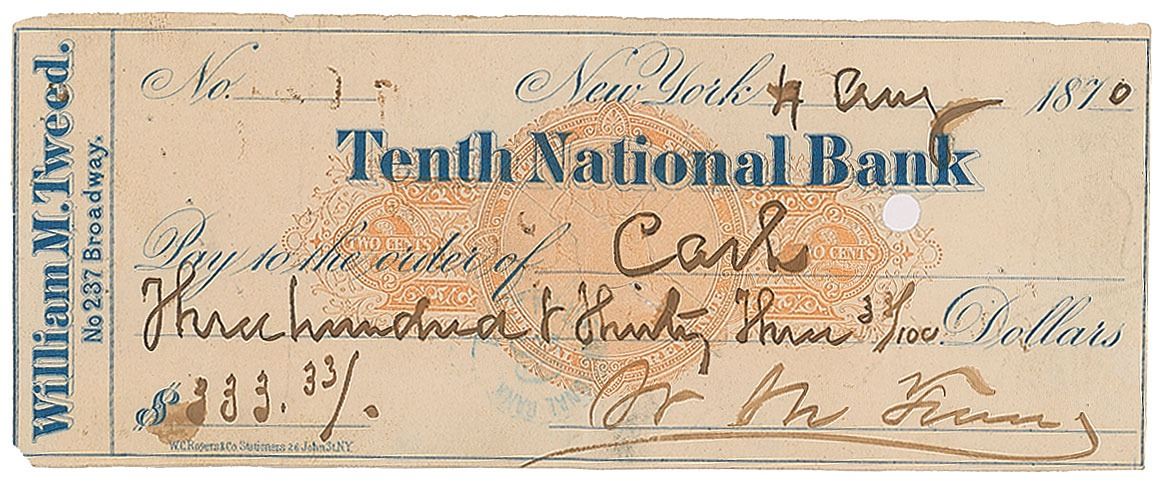 William M. Tweed.
No 237 Broadway.
No.
New York 4 Aug 1870
Tenth National Bank
TWO CENTS
TWO CENTS
Pay to the order of Cash
Three hundred & Thirty Three 33/100 Dollars
$ 333.33/.
W M Tweed
W.C. Rogers & Co. Stationers 26 John St. N.Y.